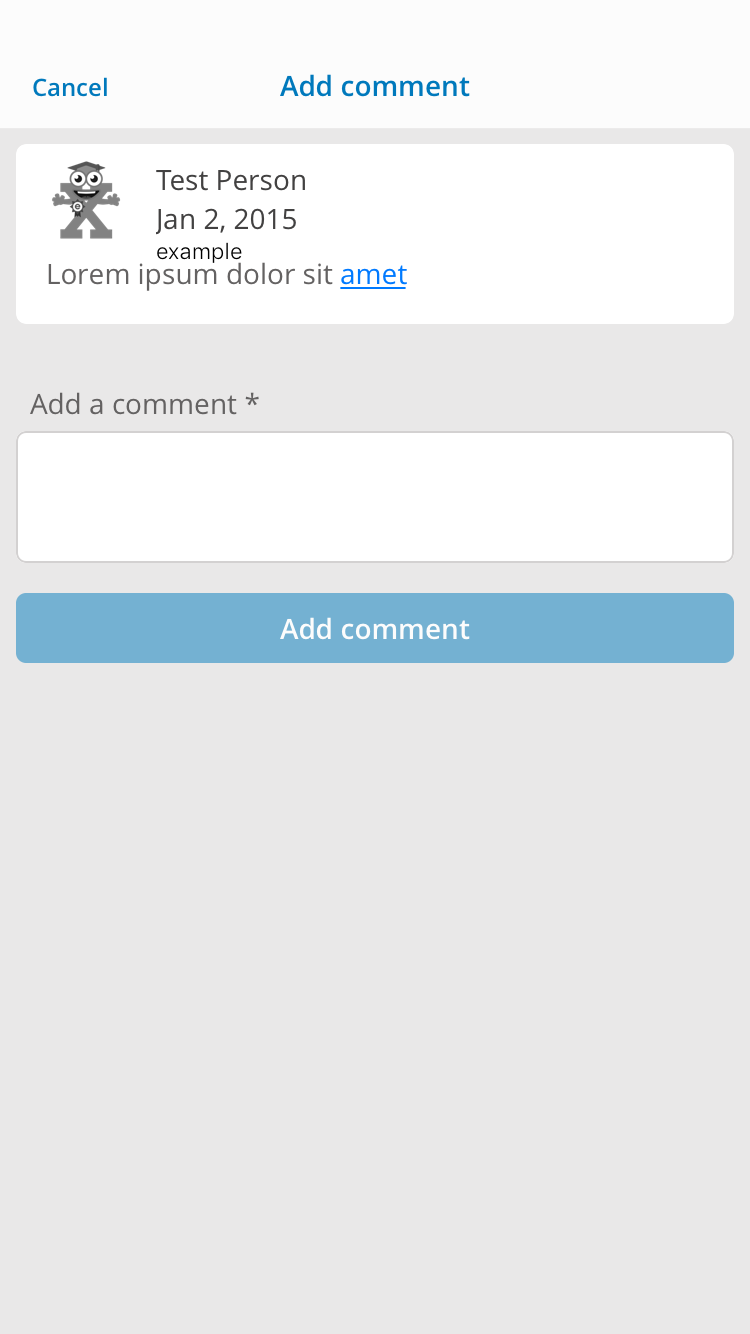 Cancel
Add comment
Test Person
Jan 2, 2015
example
Lorem ipsum dolor sit amet
Add a comment *
Add comment